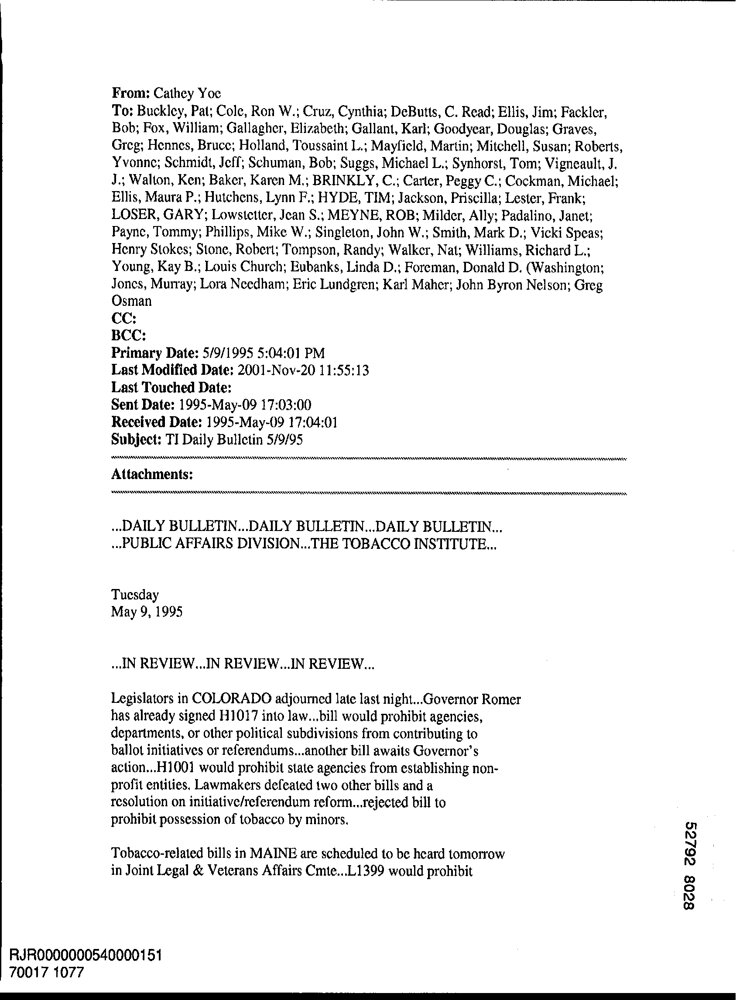 From: Cathey Yoe
To: Buckley, Pat; Cole, Ron W.; Cruz, Cynthia; DeButts, C. Read; Ellis, Jim; Fackler,
Bob; Fox, William; Gallagher, Elizabeth; Gallant, Karl; Goodyear, Douglas; Graves,
Greg; Hennes, Bruce; Holland, Toussaint L.; Mayfield, Martin; Mitchell, Susan; Roberts,
Yvonne; Schmidt, Jeff; Schuman, Bob; Suggs, Michael L.; Synhorst, Tom; Vigneault, J.
J.; Walton, Ken; Baker, Karen M.; BRINKLY, C.; Carter, Peggy C.; Cockman, Michael;
Ellis, Maura P.; Hutchens, Lynn F.; HYDE, TIM; Jackson, Priscilla; Lester, Frank;
LOSER, GARY; Lowstetter, Jean S.; MEYNE, ROB; Milder, Ally; Padalino, Janet;
Payne, Tommy; Phillips, Mike W.; Singleton, John W.; Smith, Mark D.; Vicki Speas;
Henry Stokes; Stone, Robert; Tompson, Randy; Walker, Nat; Williams, Richard L.;
Young, Kay B.; Louis Church; Eubanks, Linda D.; Foreman, Donald D. (Washington;
Jones, Murray; Lora Needham; Eric Lundgren; Karl Maher; John Byron Nelson; Greg
Osman
CC:
BCC:
Primary Date: 5/9/1995 5:04:01 PM
Last Modified Date: 2001-Nov-20 11:55:13
Last Touched Date:
Sent Date: 1995-May-09 17:03:00
Received Date: 1995-May-09 17:04:01
Subject: TI Daily Bulletin 5/9/95
Attachments:
...DAILY BULLETIN...DAILY BULLETIN...DAILY BULLETIN...
...PUBLIC AFFAIRS DIVISION...THE TOBACCO INSTITUTE...
Tuesday
May 9, 1995
...IN REVIEW...IN REVIEW...IN REVIEW...
Legislators in COLORADO adjourned late last night...Governor Romer
has already signed H1017 into law...bill would prohibit agencies,
departments, or other political subdivisions from contributing to
ballot initiatives or referendums...another bill awaits Governor's
action...H1001 would prohibit state agencies from establishing non-
profit entities. Lawmakers defeated two other bills and a
resolution on initiative/referendum reform...rejected bill to
prohibit possession of tobacco by minors.
Tobacco-related bills in MAINE are scheduled to be heard tomorrow
in Joint Legal & Veterans Affairs Cmte...L1399 would prohibit
52792 8028
RJR0000000540000151
70017 1077